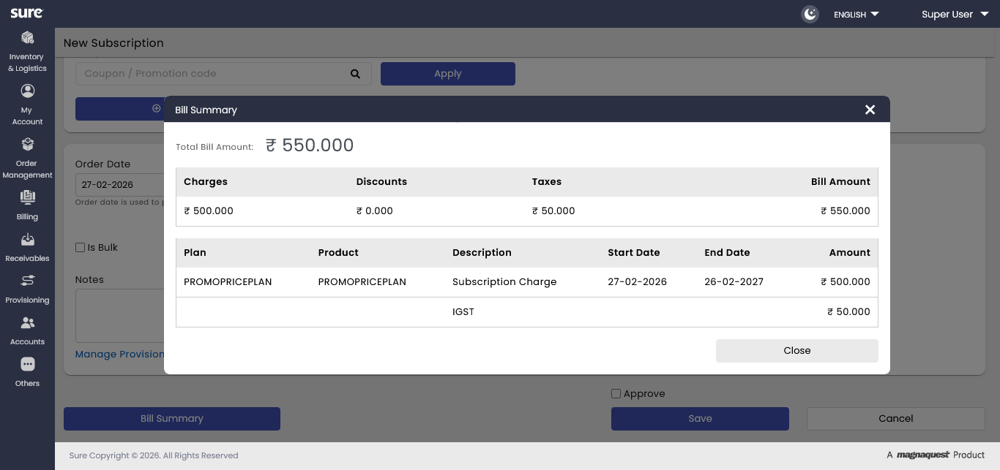 sure
ENGLISH
Super User
Inventory
& Logistics
My
Account
Order
Management
Billing
Receivables
Provisioning
Accounts
Others
New Subscription
Coupon / Promotion code
Apply
Bill Summary
Total Bill Amount: ₹ 550.000
Charges Discounts Taxes Bill Amount
₹ 500.000 ₹ 0.000 ₹ 50.000 ₹ 550.000
Plan Product Description Start Date End Date Amount
PROMOPRICEPLAN PROMOPRICEPLAN Subscription Charge 27-02-2026 26-02-2027 ₹ 500.000
IGST ₹ 50.000
Close
Order Date
27-02-2026
Order date is used to
Is Bulk
Notes
Manage Provision
Approve
Bill Summary
Save
Cancel
Sure Copyright © 2026. All Rights Reserved
A magnaquest Product